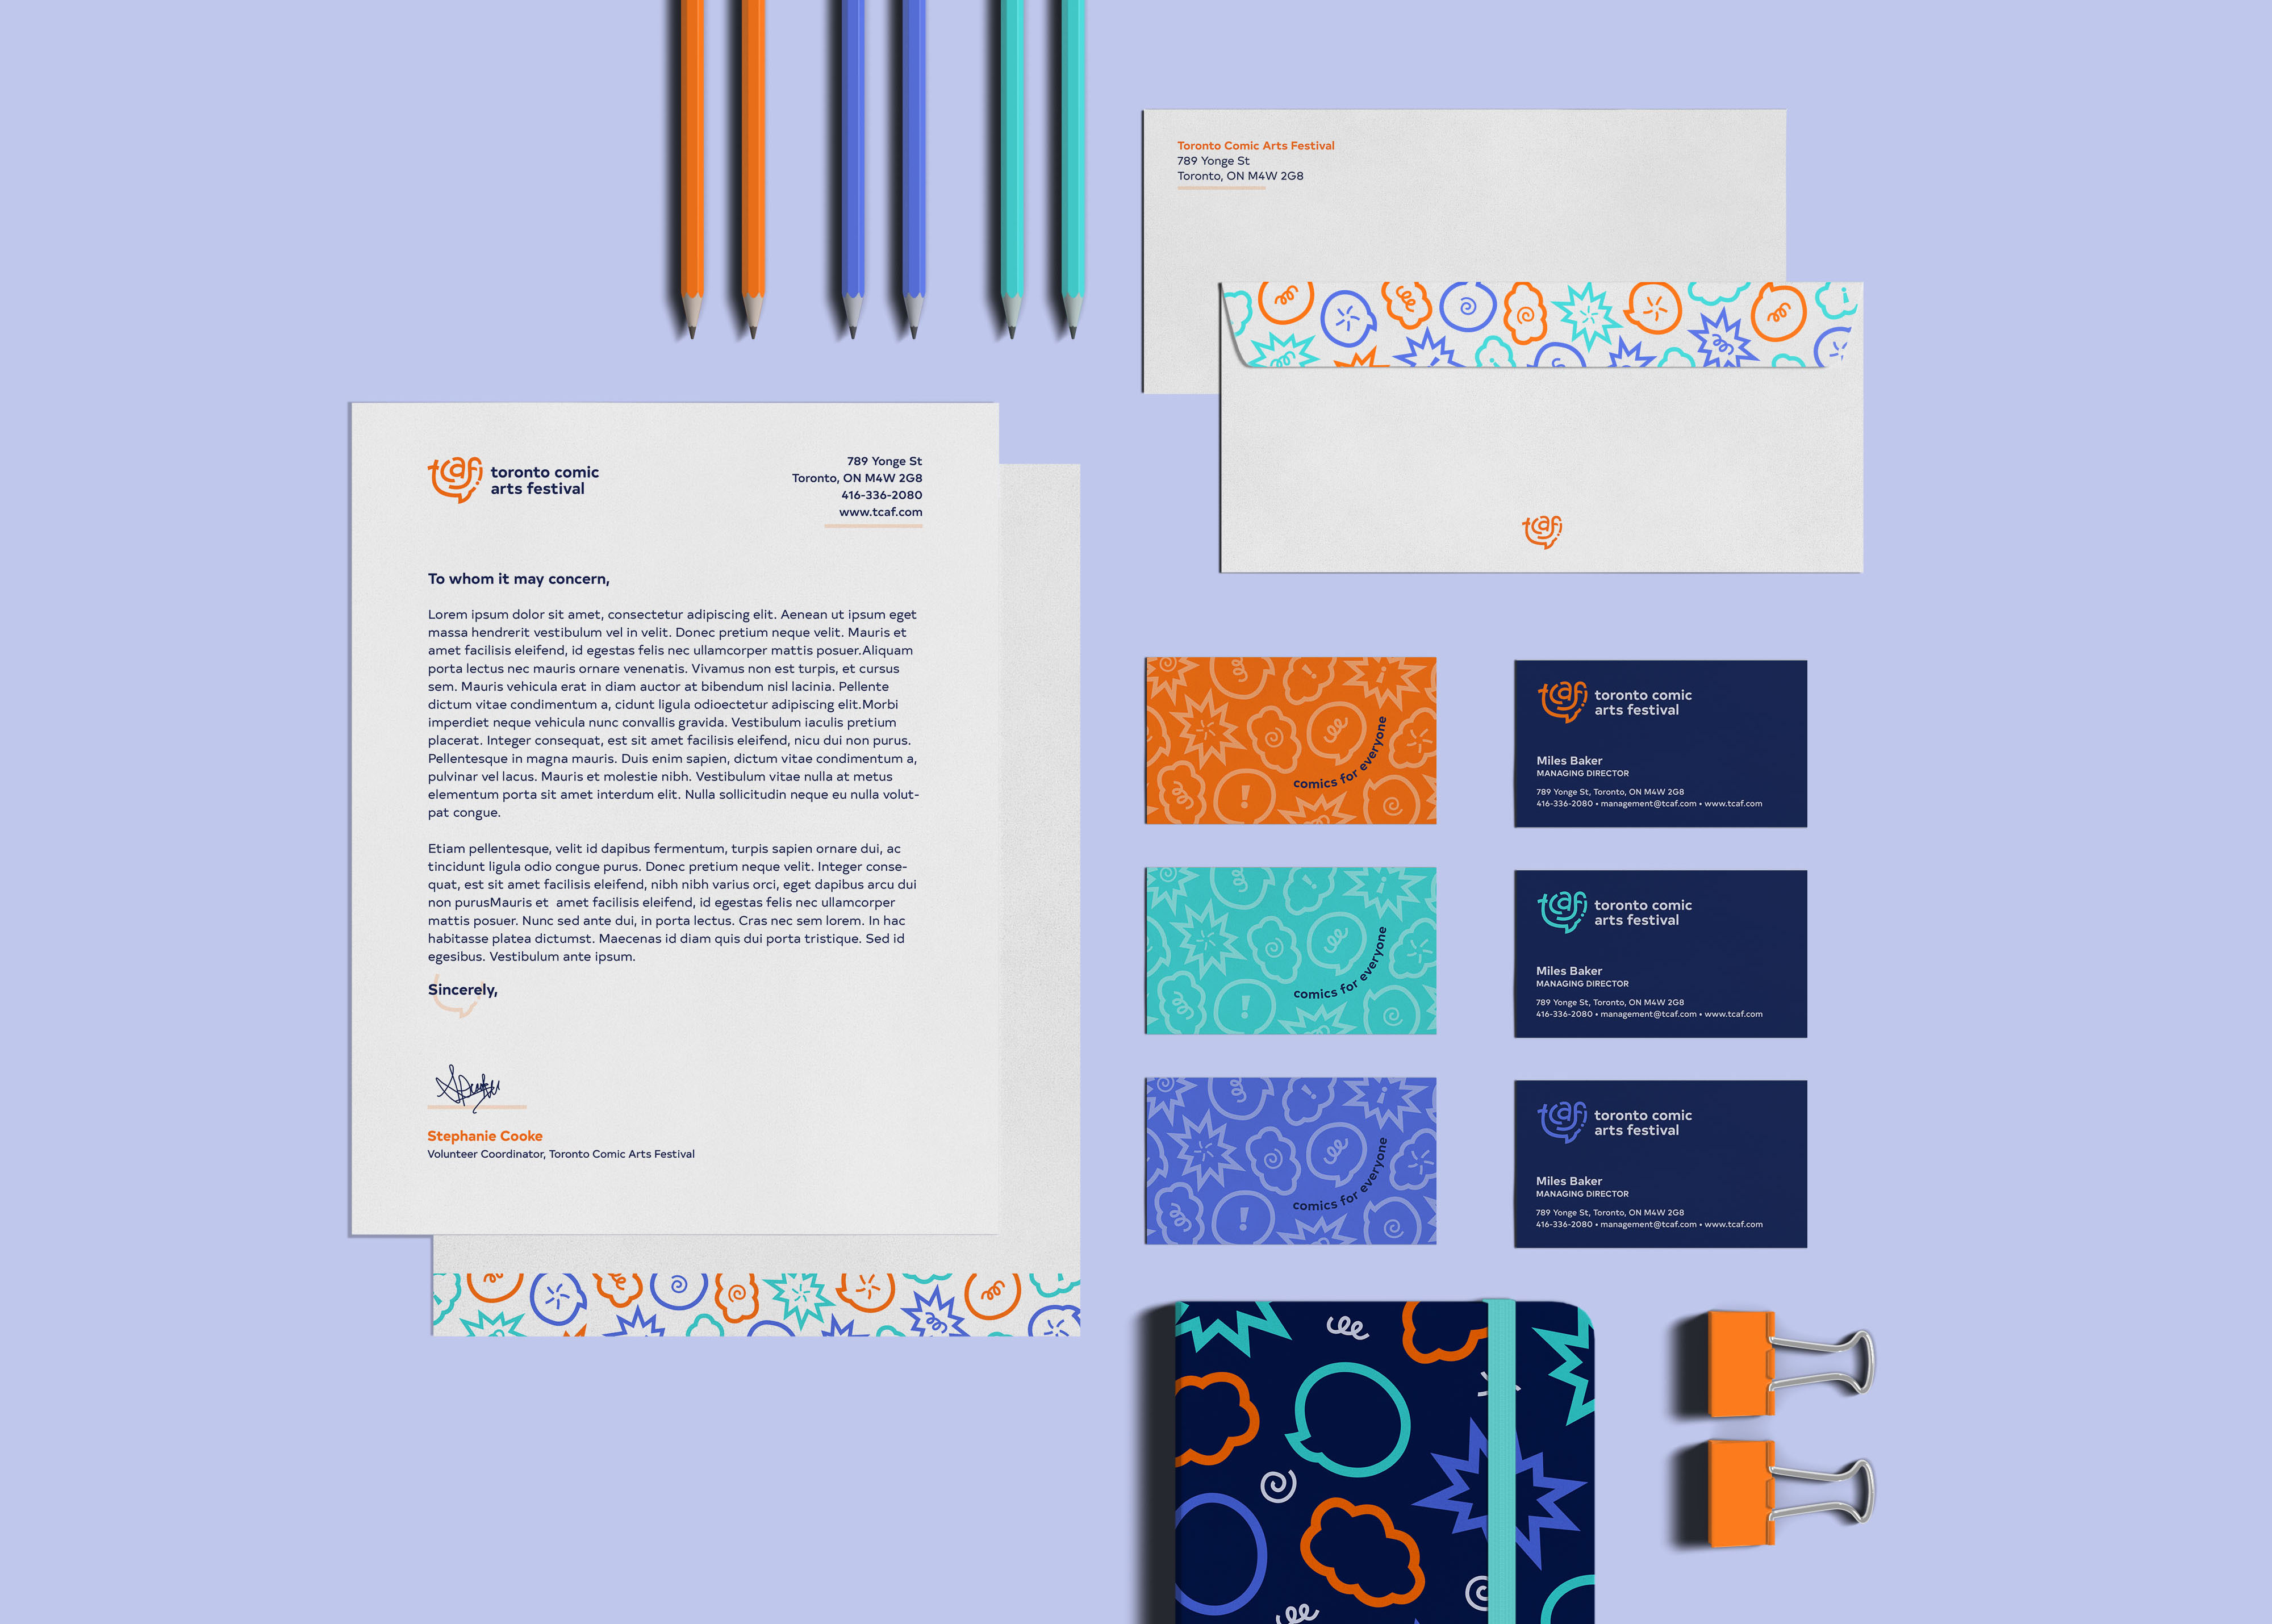 Toronto Comic Arts Festival
789 Yonge St
Toronto, ON M4W 2G8
tcaf
tcaf
toronto comic
arts festival
789 Yonge St
Toronto, ON M4W 2G8
416-336-2080
www.tcaf.com
To whom it may concern,
Lorem ipsum dolor sit amet, consectetur adipiscing elit. Aenean ut ipsum eget
massa hendrerit vestibulum vel in velit. Donec pretium neque velit. Mauris et
amet facilisis eleifend, id egestas felis nec ullamcorper mattis posuer.Aliquam
porta lectus nec mauris ornare venenatis. Vivamus non est turpis, et cursus
sem. Mauris vehicula erat in diam auctor at bibendum nisl lacinia. Pellente
dictum vitae condimentum a, cidunt ligula odioectetur adipiscing elit.Morbi
imperdiet neque vehicula nunc convallis gravida. Vestibulum iaculis pretium
placerat. Integer consequat, est sit amet facilisis eleifend, nicu dui non purus.
Pellentesque in magna mauris. Duis enim sapien, dictum vitae condimentum a,
pulvinar vel lacus. Mauris et molestie nibh. Vestibulum vitae nulla at metus
elementum porta sit amet interdum elit. Nulla sollicitudin neque eu nulla volut-
pat congue.
Etiam pellentesque, velit id dapibus fermentum, turpis sapien ornare dui, ac
tincidunt ligula odio congue purus. Donec pretium neque velit. Integer conse-
quat, est sit amet facilisis eleifend, nibh nibh varius orci, eget dapibus arcu dui
non purusMauris et  amet facilisis eleifend, id egestas felis nec ullamcorper
mattis posuer. Nunc sed ante dui, in porta lectus. Cras nec sem lorem. In hac
habitasse platea dictumst. Maecenas id diam quis dui porta tristique. Sed id
egesibus. Vestibulum ante ipsum.
Sincerely,
Stephanie Cooke
Volunteer Coordinator, Toronto Comic Arts Festival
comics for everyone
tcaf
toronto comic
arts festival
Miles Baker
MANAGING DIRECTOR
789 Yonge St, Toronto, ON M4W 2G8
416-336-2080 • management@tcaf.com • www.tcaf.com
comics for everyone
tcaf
toronto comic
arts festival
Miles Baker
MANAGING DIRECTOR
789 Yonge St, Toronto, ON M4W 2G8
416-336-2080 • management@tcaf.com • www.tcaf.com
comics for everyone
tcaf
toronto comic
arts festival
Miles Baker
MANAGING DIRECTOR
789 Yonge St, Toronto, ON M4W 2G8
416-336-2080 • management@tcaf.com • www.tcaf.com